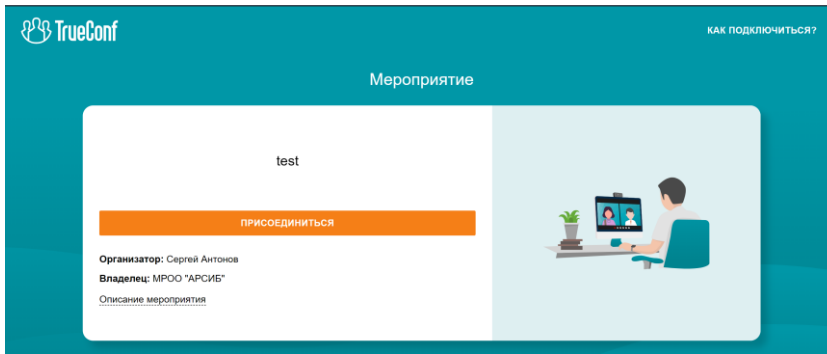 TrueConf
КАК ПОДКЛЮЧИТЬСЯ?
Мероприятие
test
ПРИСОЕДИНИТЬСЯ
Организатор: Сергей Антонов
Владелец: МРОО "АРСИБ"
Описание мероприятия